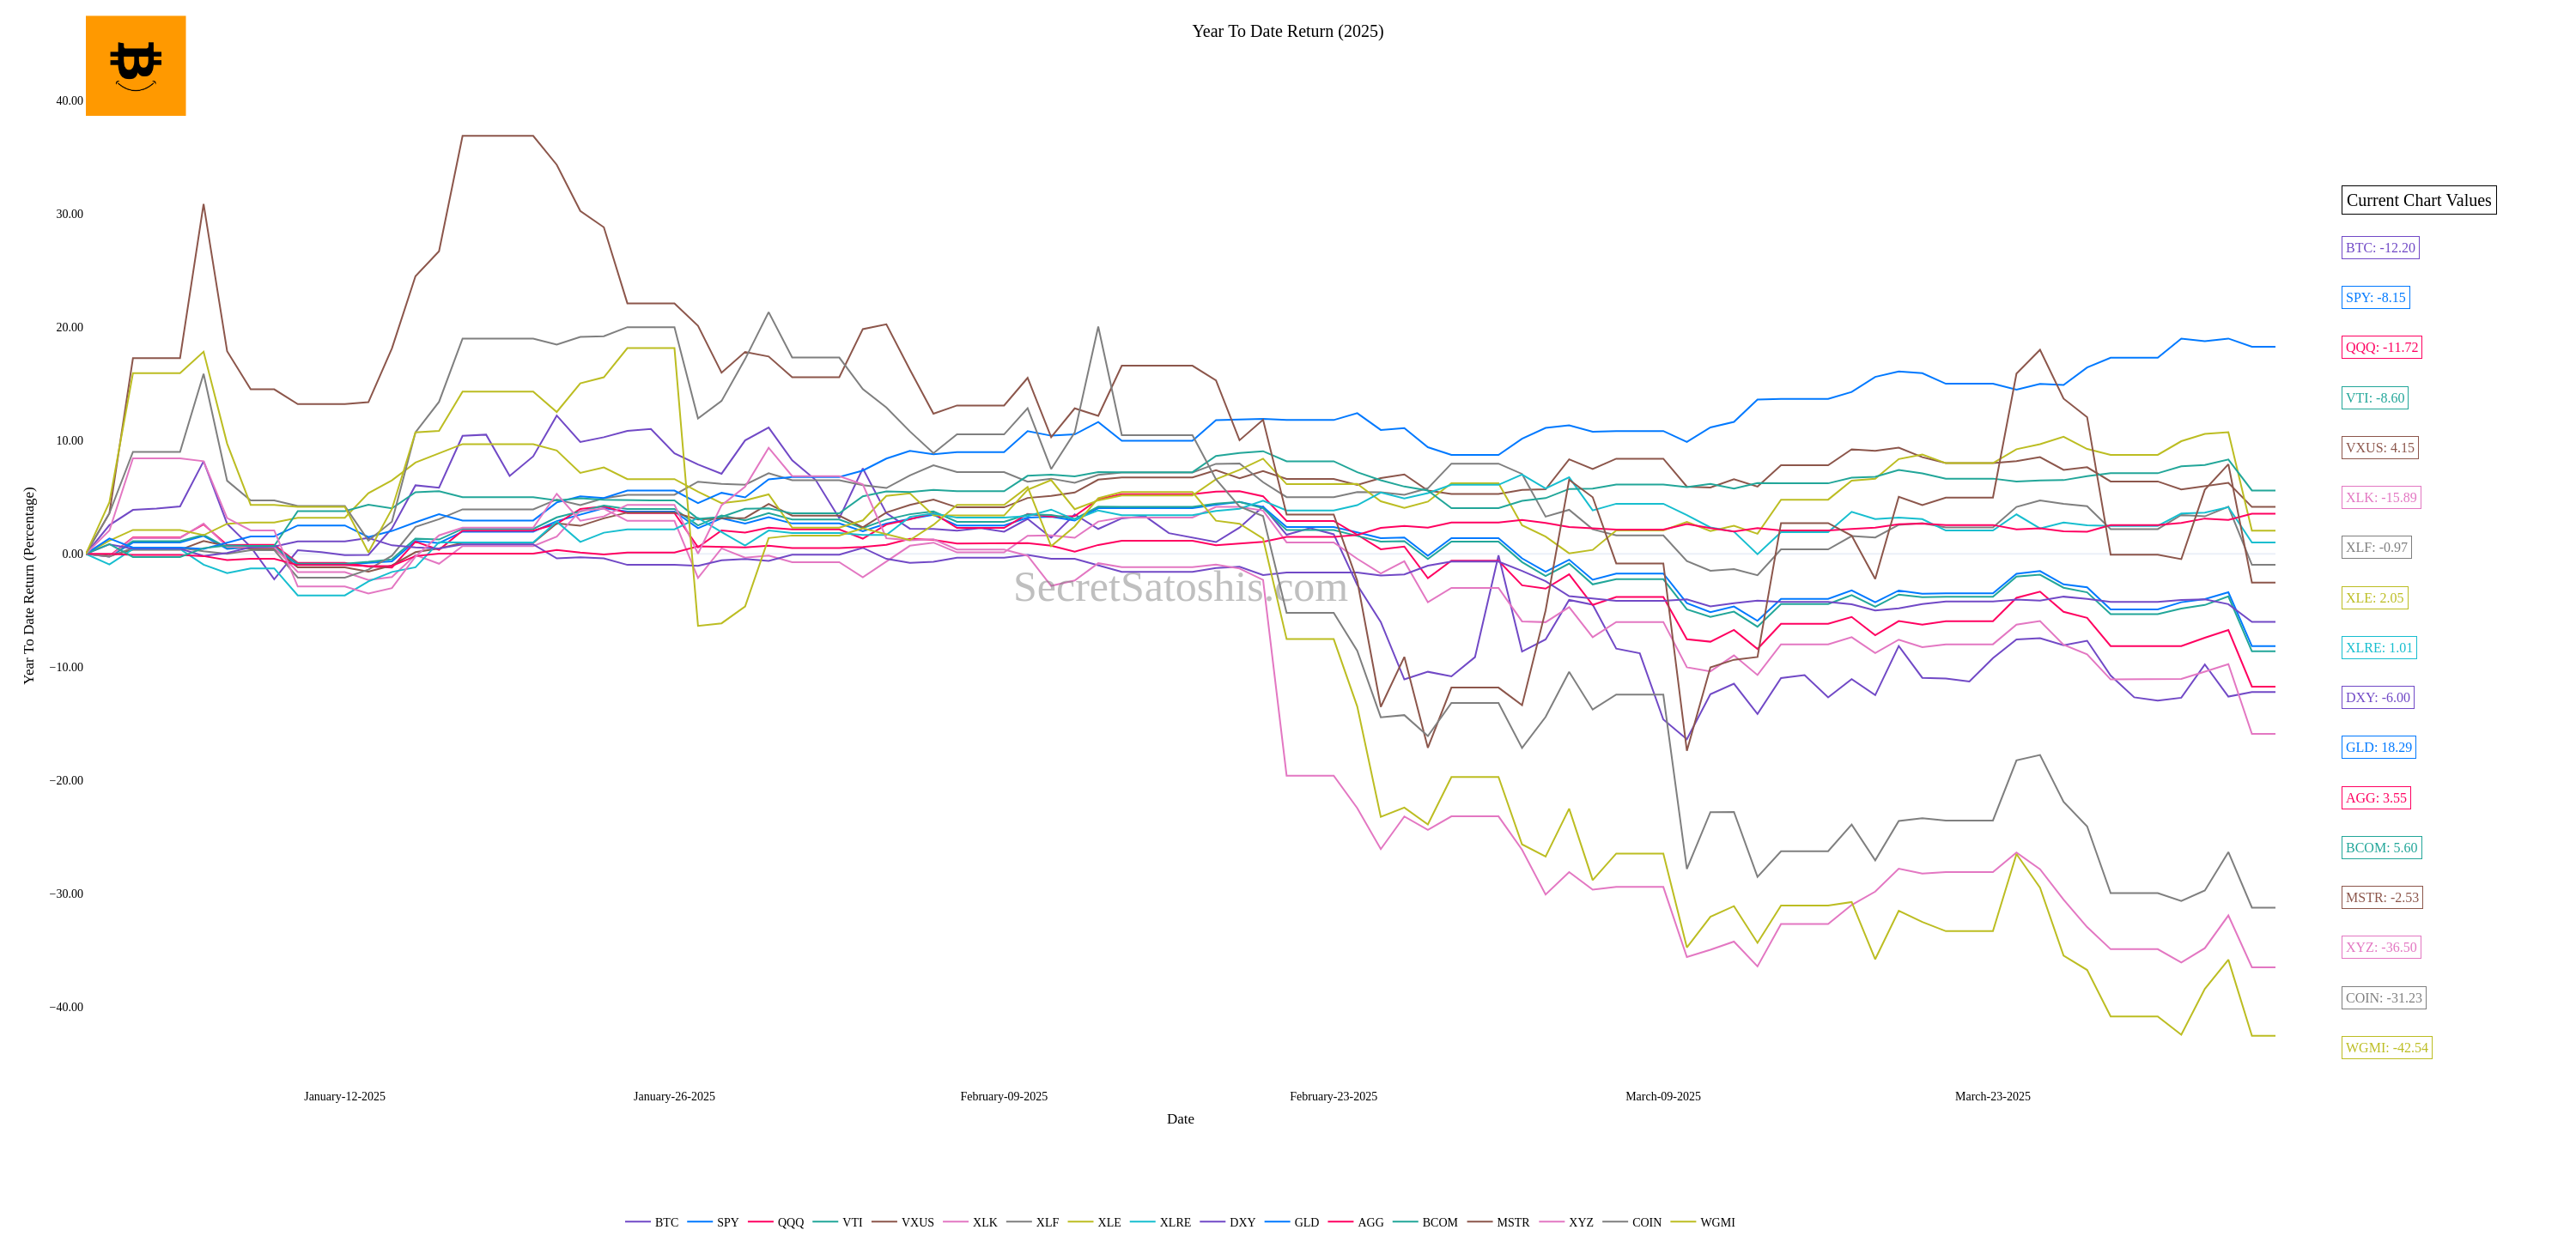 Year To Date Return (2025)
40.00
30.00
20.00
10.00
0.00
−10.00
−20.00
−30.00
−40.00
Year To Date Return (Percentage)
SecretSatoshis.com
Current Chart Values
BTC: -12.20
SPY: -8.15
QQQ: -11.72
VTI: -8.60
VXUS: 4.15
XLK: -15.89
XLF: -0.97
XLE: 2.05
XLRE: 1.01
DXY: -6.00
GLD: 18.29
AGG: 3.55
BCOM: 5.60
MSTR: -2.53
XYZ: -36.50
COIN: -31.23
WGMI: -42.54
January-12-2025 January-26-2025 February-09-2025 February-23-2025 March-09-2025 March-23-2025
Date
BTC SPY QQQ VTI VXUS XLK XLF XLE XLRE DXY GLD AGG BCOM MSTR XYZ COIN WGMI